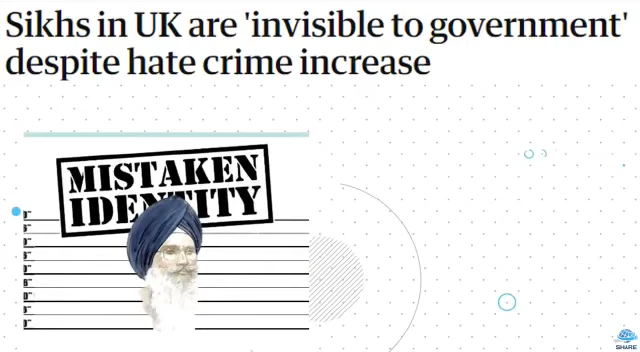 Sikhs in UK are 'invisible to government'
despite hate crime increase
MISTAKEN
IDENTITY
SHARE